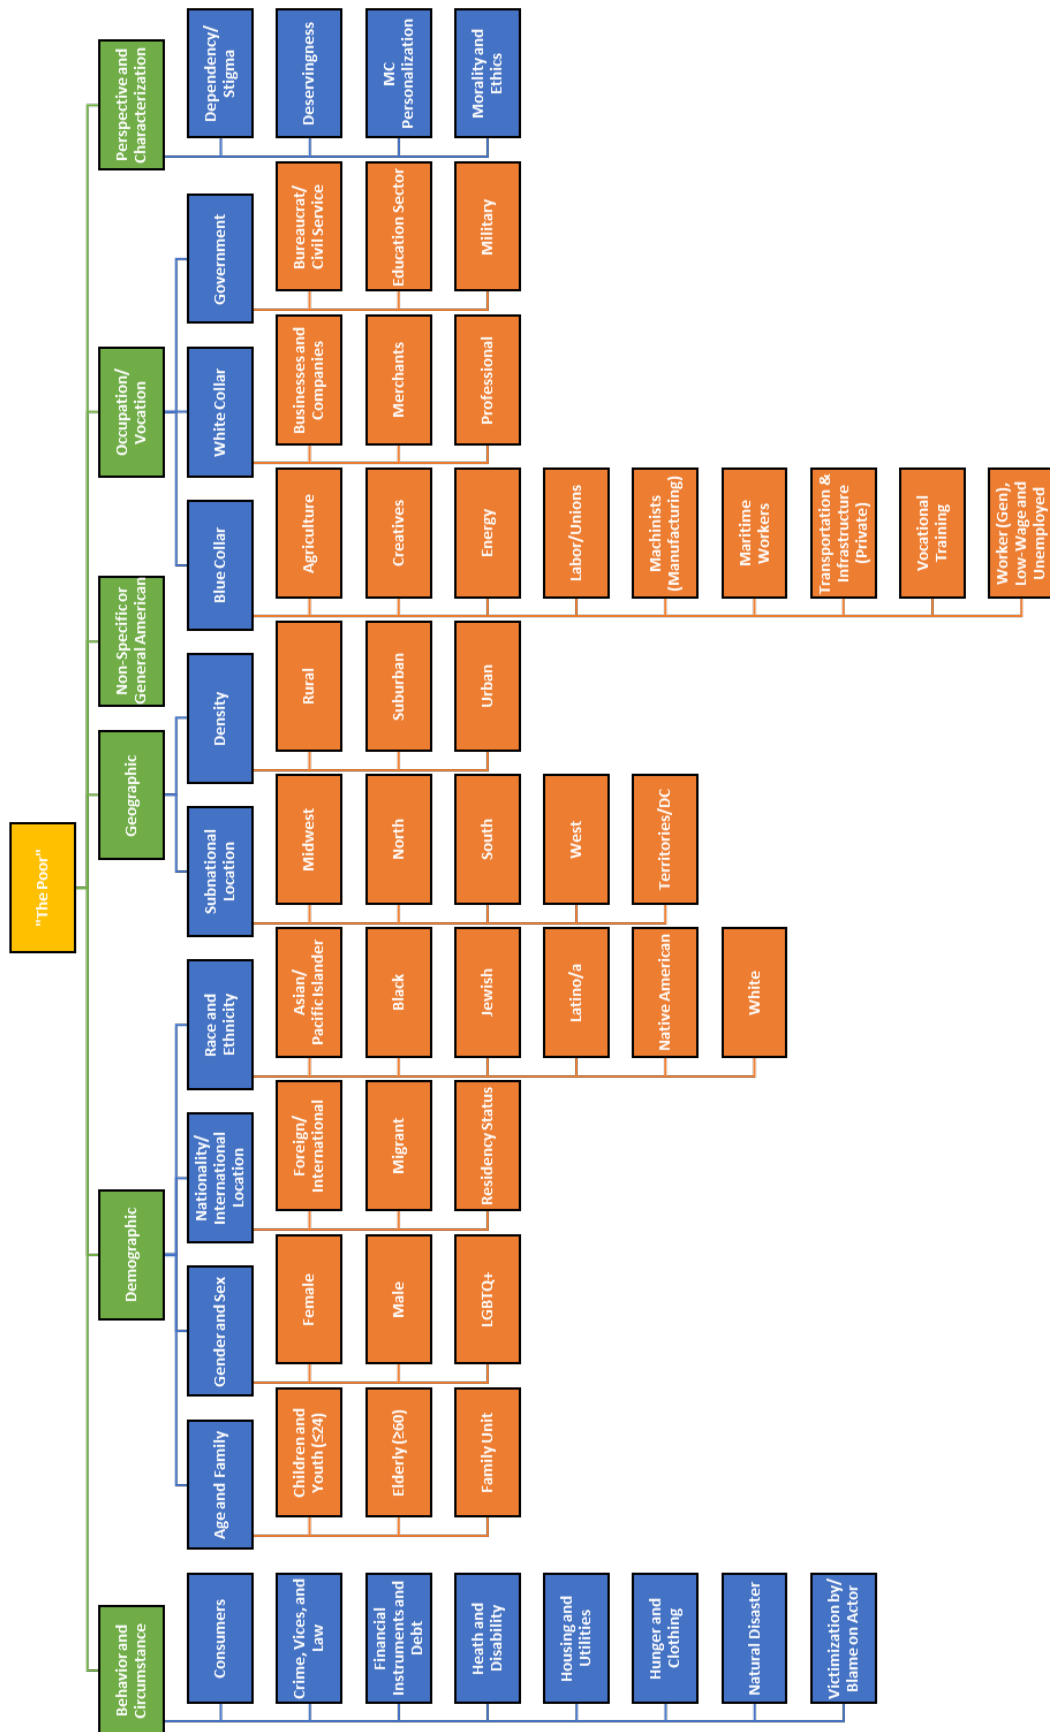 "The Poor"
Behavior and
Circumstance
Consumers
Crime, Vices, and
Law
Financial
Instruments and
Debt
Heath and
Disability
Housing and
Utilities
Hunger and
Clothing
Natural Disaster
Victimization by/
Blame on Actor
Demographic
Age and Family
Children and
Youth (≤24)
Elderly (≥60)
Family Unit
Gender and Sex
Female
Male
LGBTQ+
Nationality/
International
Location
Foreign/
International
Migrant
Residency Status
Race and
Ethnicity
Asian/
Pacific Islander
Black
Jewish
Latino/a
Native American
White
Geographic
Subnational
Location
Midwest
North
South
West
Territories/DC
Density
Rural
Suburban
Urban
Non-Specific or
General American
Occupation/
Vocation
Blue Collar
Agriculture
Creatives
Energy
Labor/Unions
Machinists
(Manufacturing)
Maritime
Workers
Transportation &
Infrastructure
(Private)
Vocational
Training
Worker (Gen),
Low-Wage and
Unemployed
White Collar
Businesses and
Companies
Merchants
Professional
Government
Bureaucrat/
Civil Service
Education Sector
Military
Perspective and
Characterization
Dependency/
Stigma
Deservingness
MC
Personalization
Morality and
Ethics